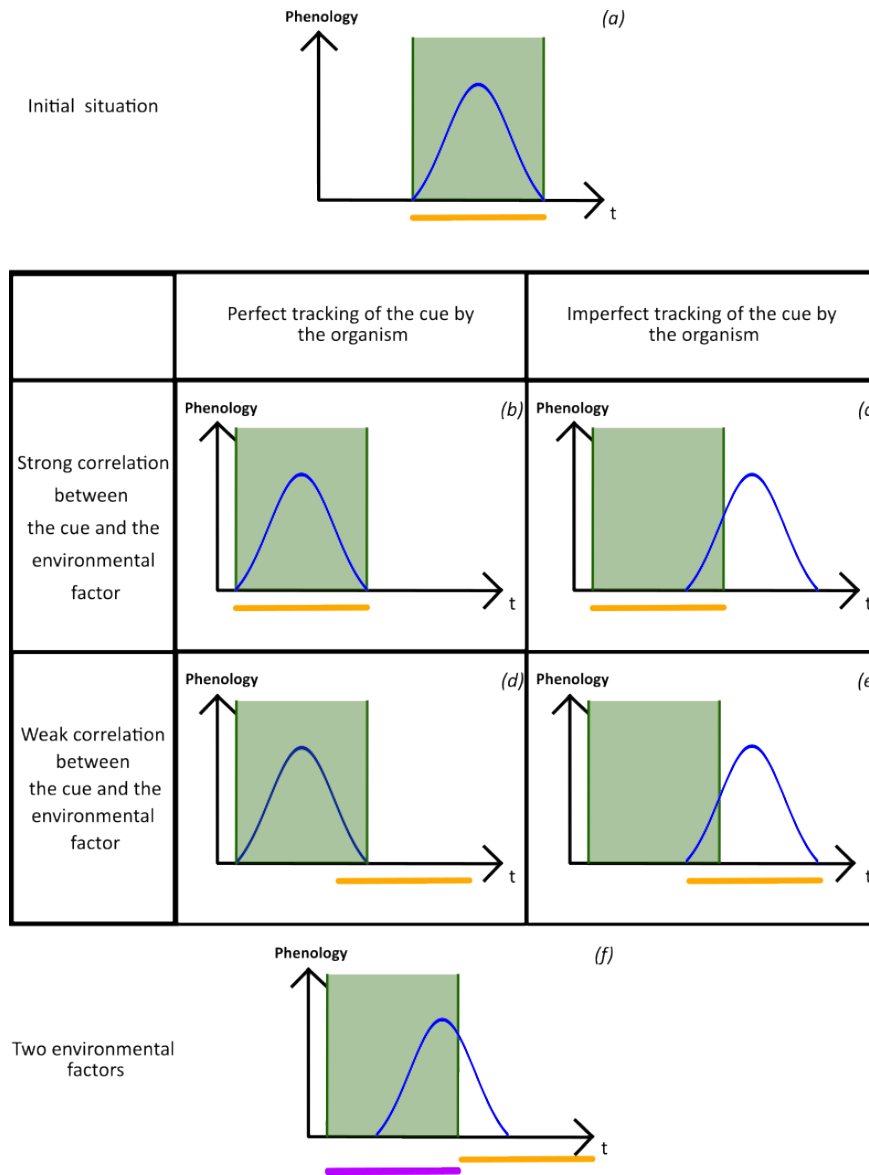 Phenology
(a)
Initial situation
t
Perfect tracking of the cue by
the organism
Imperfect tracking of the cue by
the organism
Strong correlation
between
the cue and the
environmental
factor
Phenology
(b)
t
Phenology
(c
t
Weak correlation
between
the cue and the
environmental
factor
Phenology
(d)
t
Phenology
(e
t
Phenology
(f)
Two environmental
factors
t